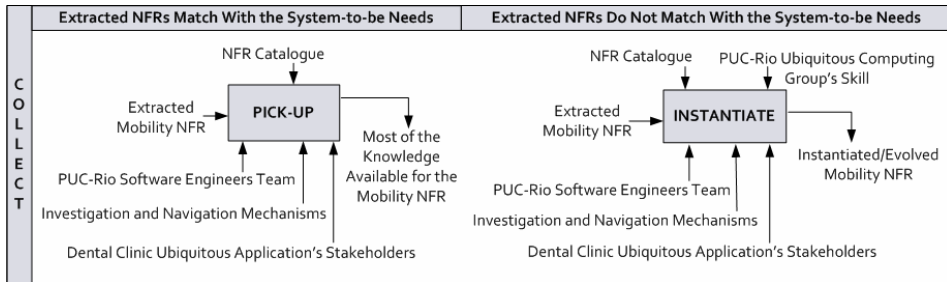 Extracted NFRs Match With the System-to-be Needs
Extracted NFRs Do Not Match With the System-to-be Needs
COLLECT
NFR Catalogue
Extracted
Mobility NFR
PICK-UP
Most of the
Knowledge
Available for the
Mobility NFR
PUC-Rio Software Engineers Team
Investigation and Navigation Mechanisms
Dental Clinic Ubiquitous Application's Stakeholders
NFR Catalogue
PUC-Rio Ubiquitous Computing
Group's Skill
Extracted
Mobility NFR
INSTANTIATE
Instantiated/Evolved
Mobility NFR
PUC-Rio Software Engineers Team
Investigation and Navigation Mechanisms
Dental Clinic Ubiquitous Application's Stakeholders